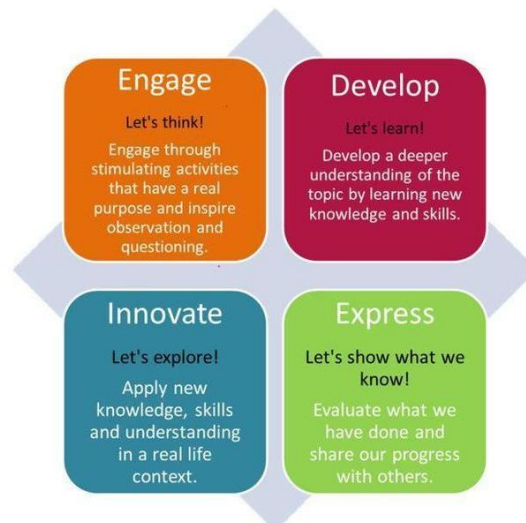 Engage
Let's think!
Engage through
stimulating activities
that have a real
purpose and inspire
observation and
questioning.
Develop
Let's learn!
Develop a deeper
understanding of the
topic by learning new
knowledge and skills.
Innovate
Let's explore!
Apply new
knowledge, skills
and understanding
in a real life
context.
Express
Let's show what we
know!
Evaluate what we
have done and
share our progress
with others.